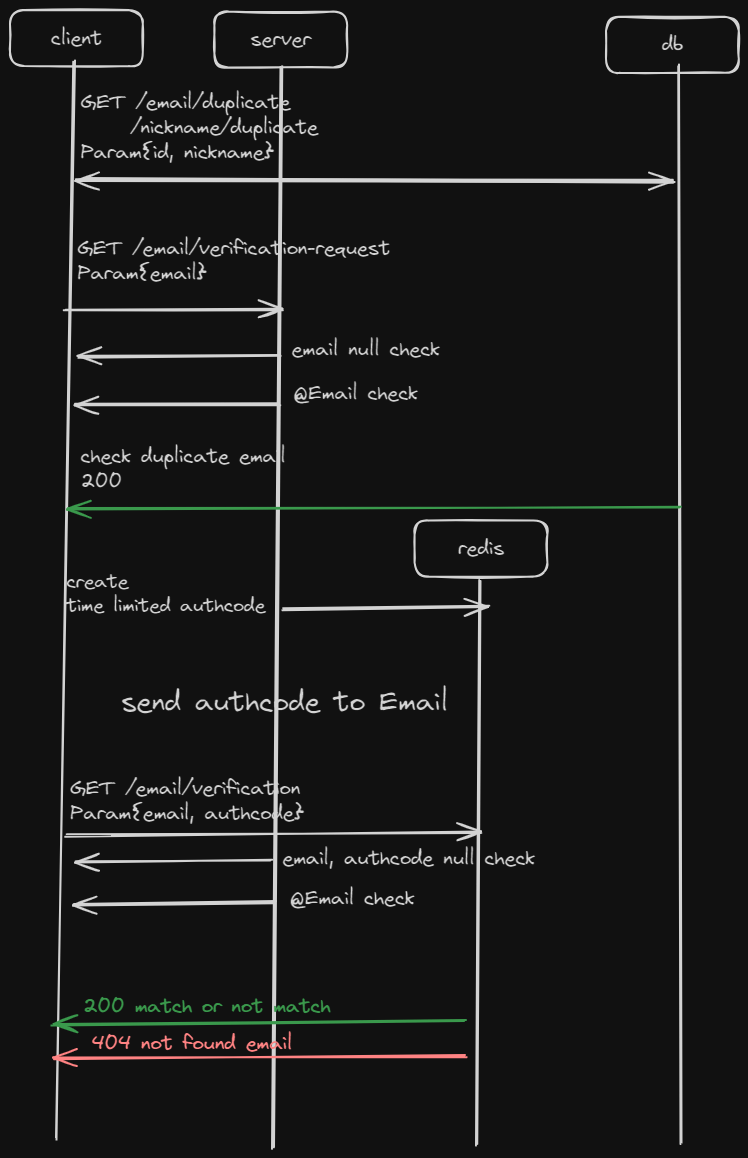 client
server
db
GET /email/duplicate
/nickname/duplicate
Param{id, nickname}
GET /email/verification-request
Param{email}
email null check
@Email check
check duplicate email
200
redis
create
time limited authcode
send authcode to Email
GET /email/verification
Param{email, authcode}
email, authcode null check
@Email check
200 match or not match
404 not found email